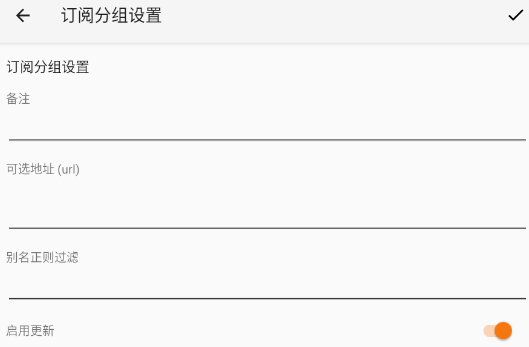 订阅分组设置
订阅分组设置
备注
可选地址 (url)
别名正则过滤
启用更新